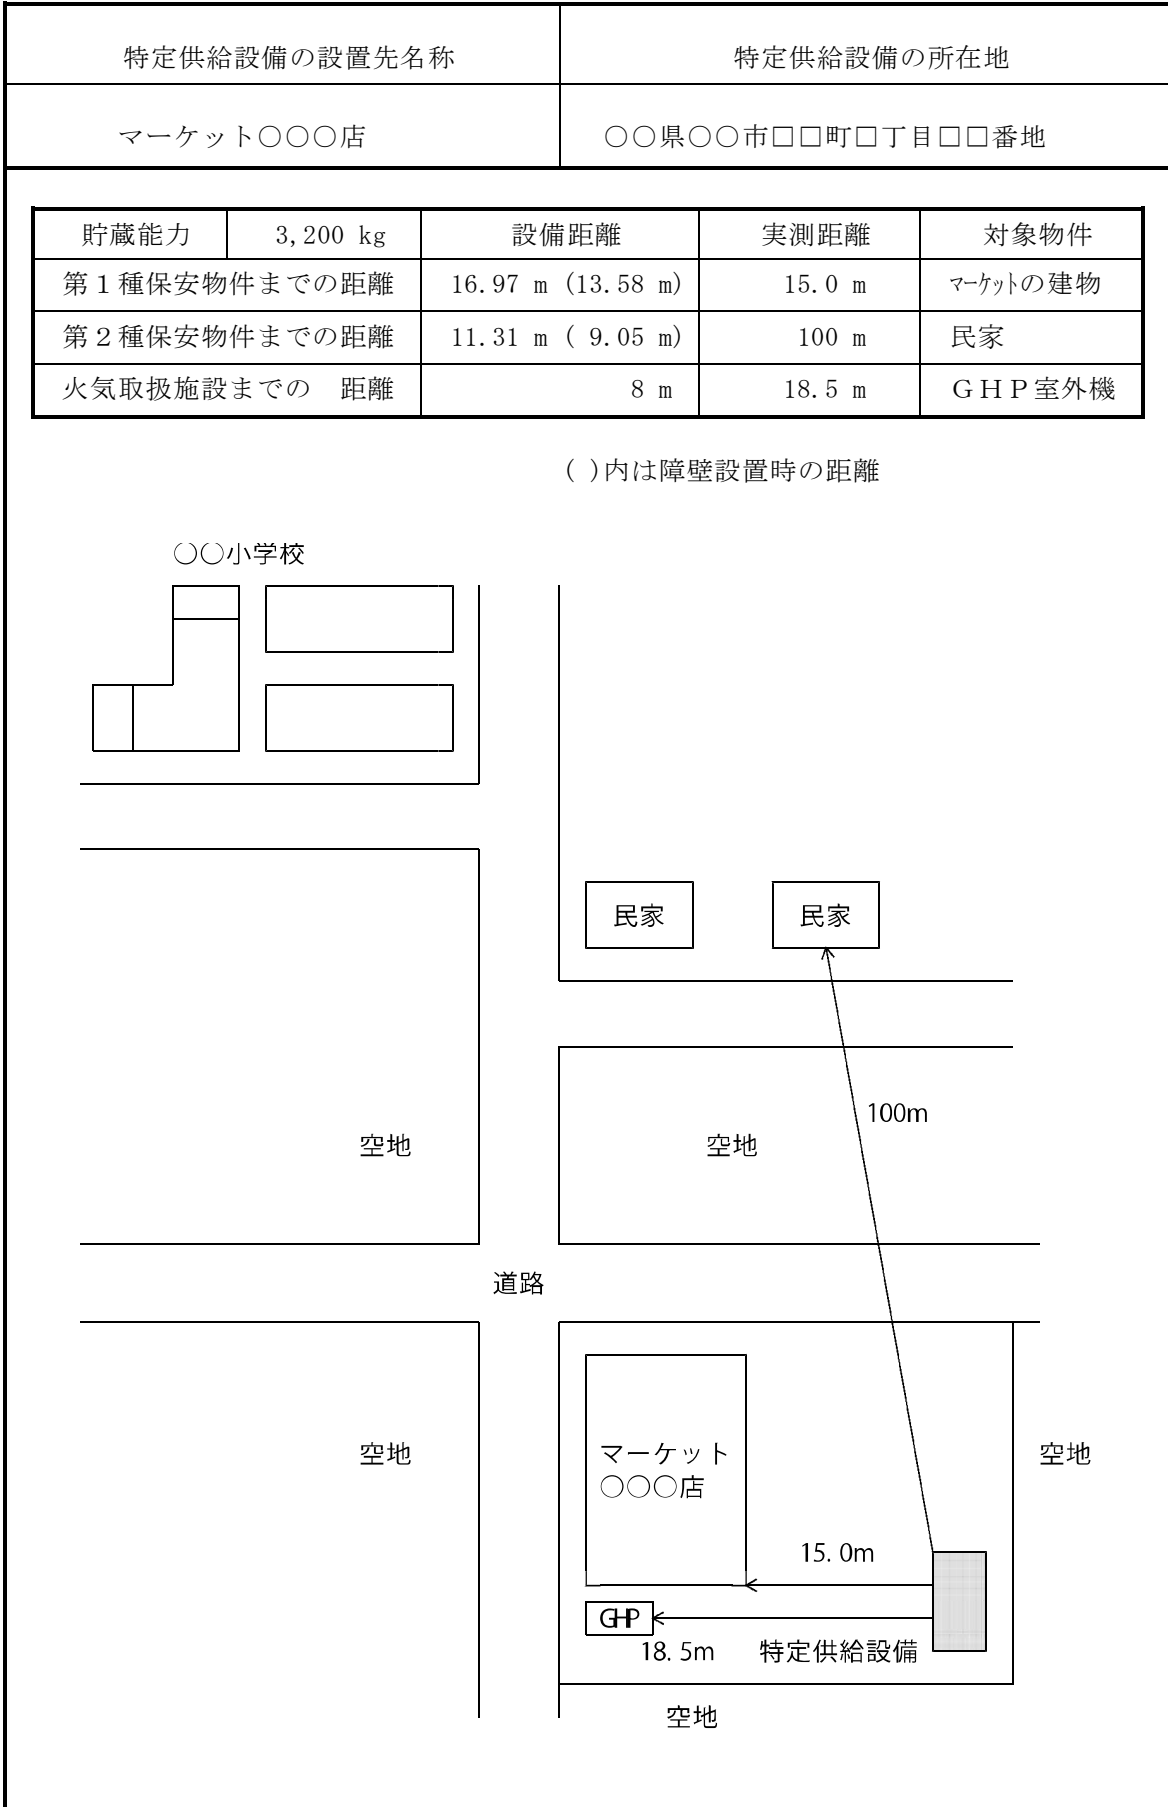 特定供給設備の設置先名称 特定供給設備の所在地
マーケット○○○店 ○○県○○市□□町□丁目□□番地
貯蔵能力 3,200 kg 設備距離 実測距離 対象物件
第1種保安物件までの距離 16.97 m (13.58 m) 15.0 m マーケットの建物
第2種保安物件までの距離 11.31 m ( 9.05 m) 100 m 民家
火気取扱施設までの 距離 8 m 18.5 m GHP室外機
( )内は障壁設置時の距離
○○小学校
民家 民家
100m
空地 空地
道路
空地 マーケット 空地
○○○店
15.0m
GHP
18.5m 特定供給設備
空地